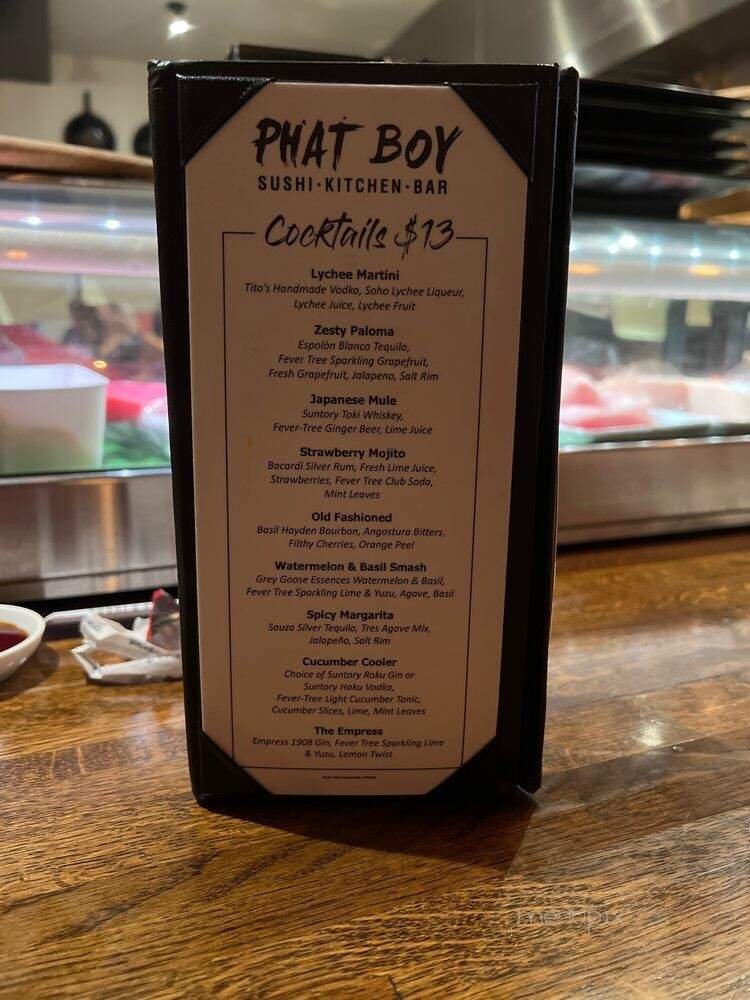 PHAT BOY
SUSHI·KITCHEN·BAR
Cocktails $13
Lychee Martini
Tito's Handmade Vodka, Soho Lychee Liqueur,
Lychee Juice, Lychee Fruit
Zesty Paloma
Espolòn Blanco Tequila,
Fever Tree Sparkling Grapefruit,
Fresh Grapefruit, Jalapeno, Salt Rim
Japanese Mule
Suntory Toki Whiskey,
Fever-Tree Ginger Beer, Lime Juice
Strawberry Mojito
Bacardi Silver Rum, Fresh Lime Juice,
Strawberries, Fever Tree Club Soda,
Mint Leaves
Old Fashioned
Basil Hayden Bourbon, Angostura Bitters,
Filthy Cherries, Orange Peel
Watermelon & Basil Smash
Grey Goose Essences Watermelon & Basil,
Fever Tree Sparkling Lime & Yuzu, Agave, Basil
Spicy Margarita
Sauza Silver Tequila, Tres Agave Mix,
Jalapeño, Salt Rim
Cucumber Cooler
Choice of Suntory Roku Gin or
Suntory Haku Vodka,
Fever-Tree Light Cucumber Tonic,
Cucumber Slices, Lime, Mint Leaves
The Empress
Empress 1908 Gin, Fever Tree Sparkling Lime
& Yuzu, Lemon Twist
menupix